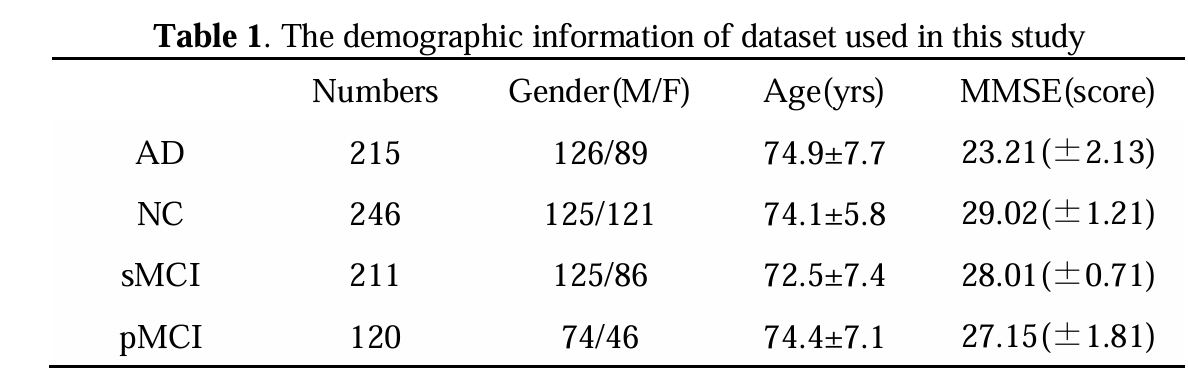 Table 1. The demographic information of dataset used in this study
Numbers Gender(M/F) Age(yrs) MMSE(score)
AD 215 126/89 74.9±7.7 23.21(±2.13)
NC 246 125/121 74.1±5.8 29.02(±1.21)
sMCI 211 125/86 72.5±7.4 28.01(±0.71)
pMCI 120 74/46 74.4±7.1 27.15(±1.81)